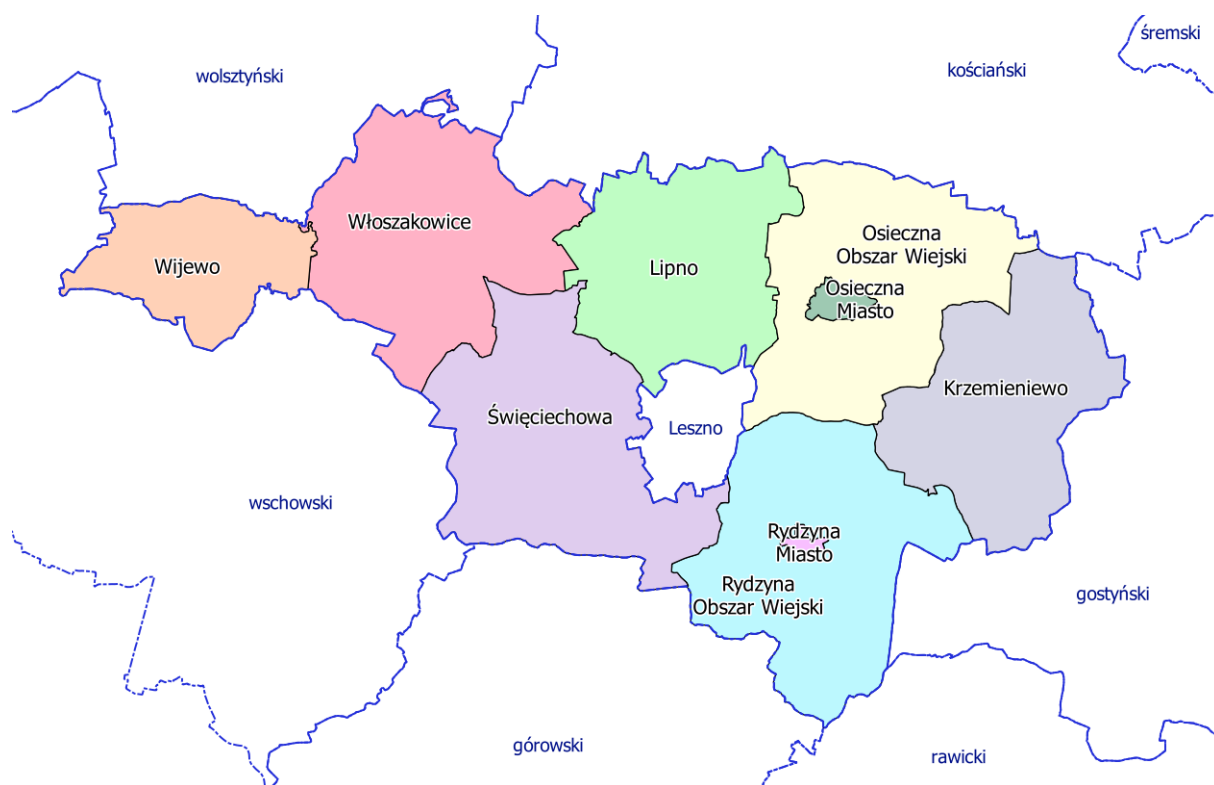 śremski
wolsztyński
kościański
Włoszakowice
Osieczna
Obszar Wiejski
Wijewo
Lipno
Osieczna
Miasto
Krzemieniewo
Święciechowa
Leszno
wschowski
Rydzyna
Miasto
Rydzyna
Obszar Wiejski
gostyński
górowski
rawicki